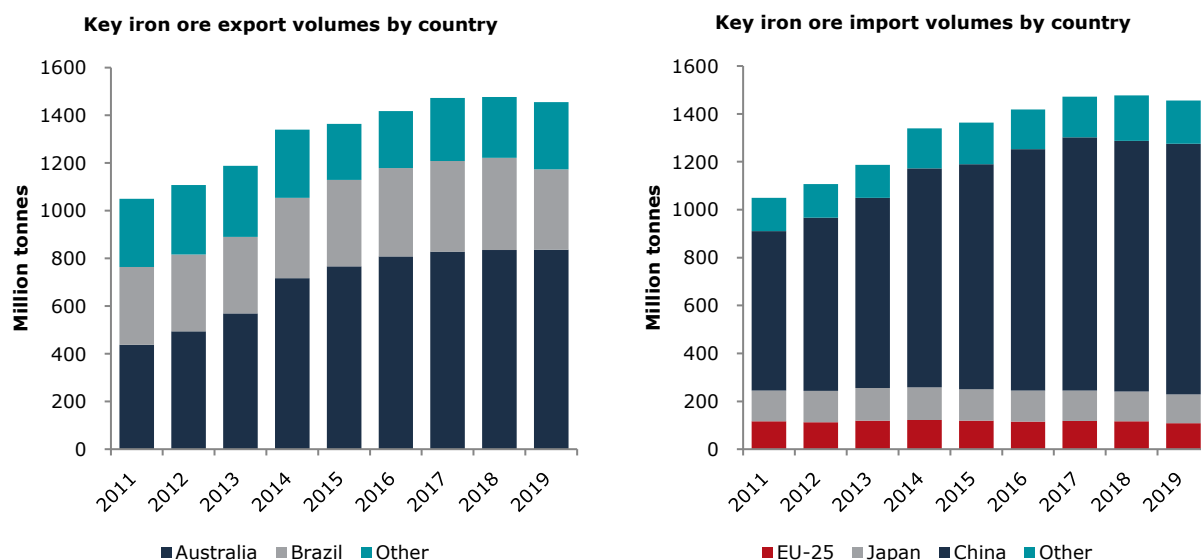 Key iron ore export volumes by country
Million tonnes
1600
1400
1200
1000
800
600
400
200
0
2011 2012 2013 2014 2015 2016 2017 2018 2019
Australia Brazil Other
Key iron ore import volumes by country
Million tonnes
1600
1400
1200
1000
800
600
400
200
0
2011 2012 2013 2014 2015 2016 2017 2018 2019
EU-25 Japan China Other